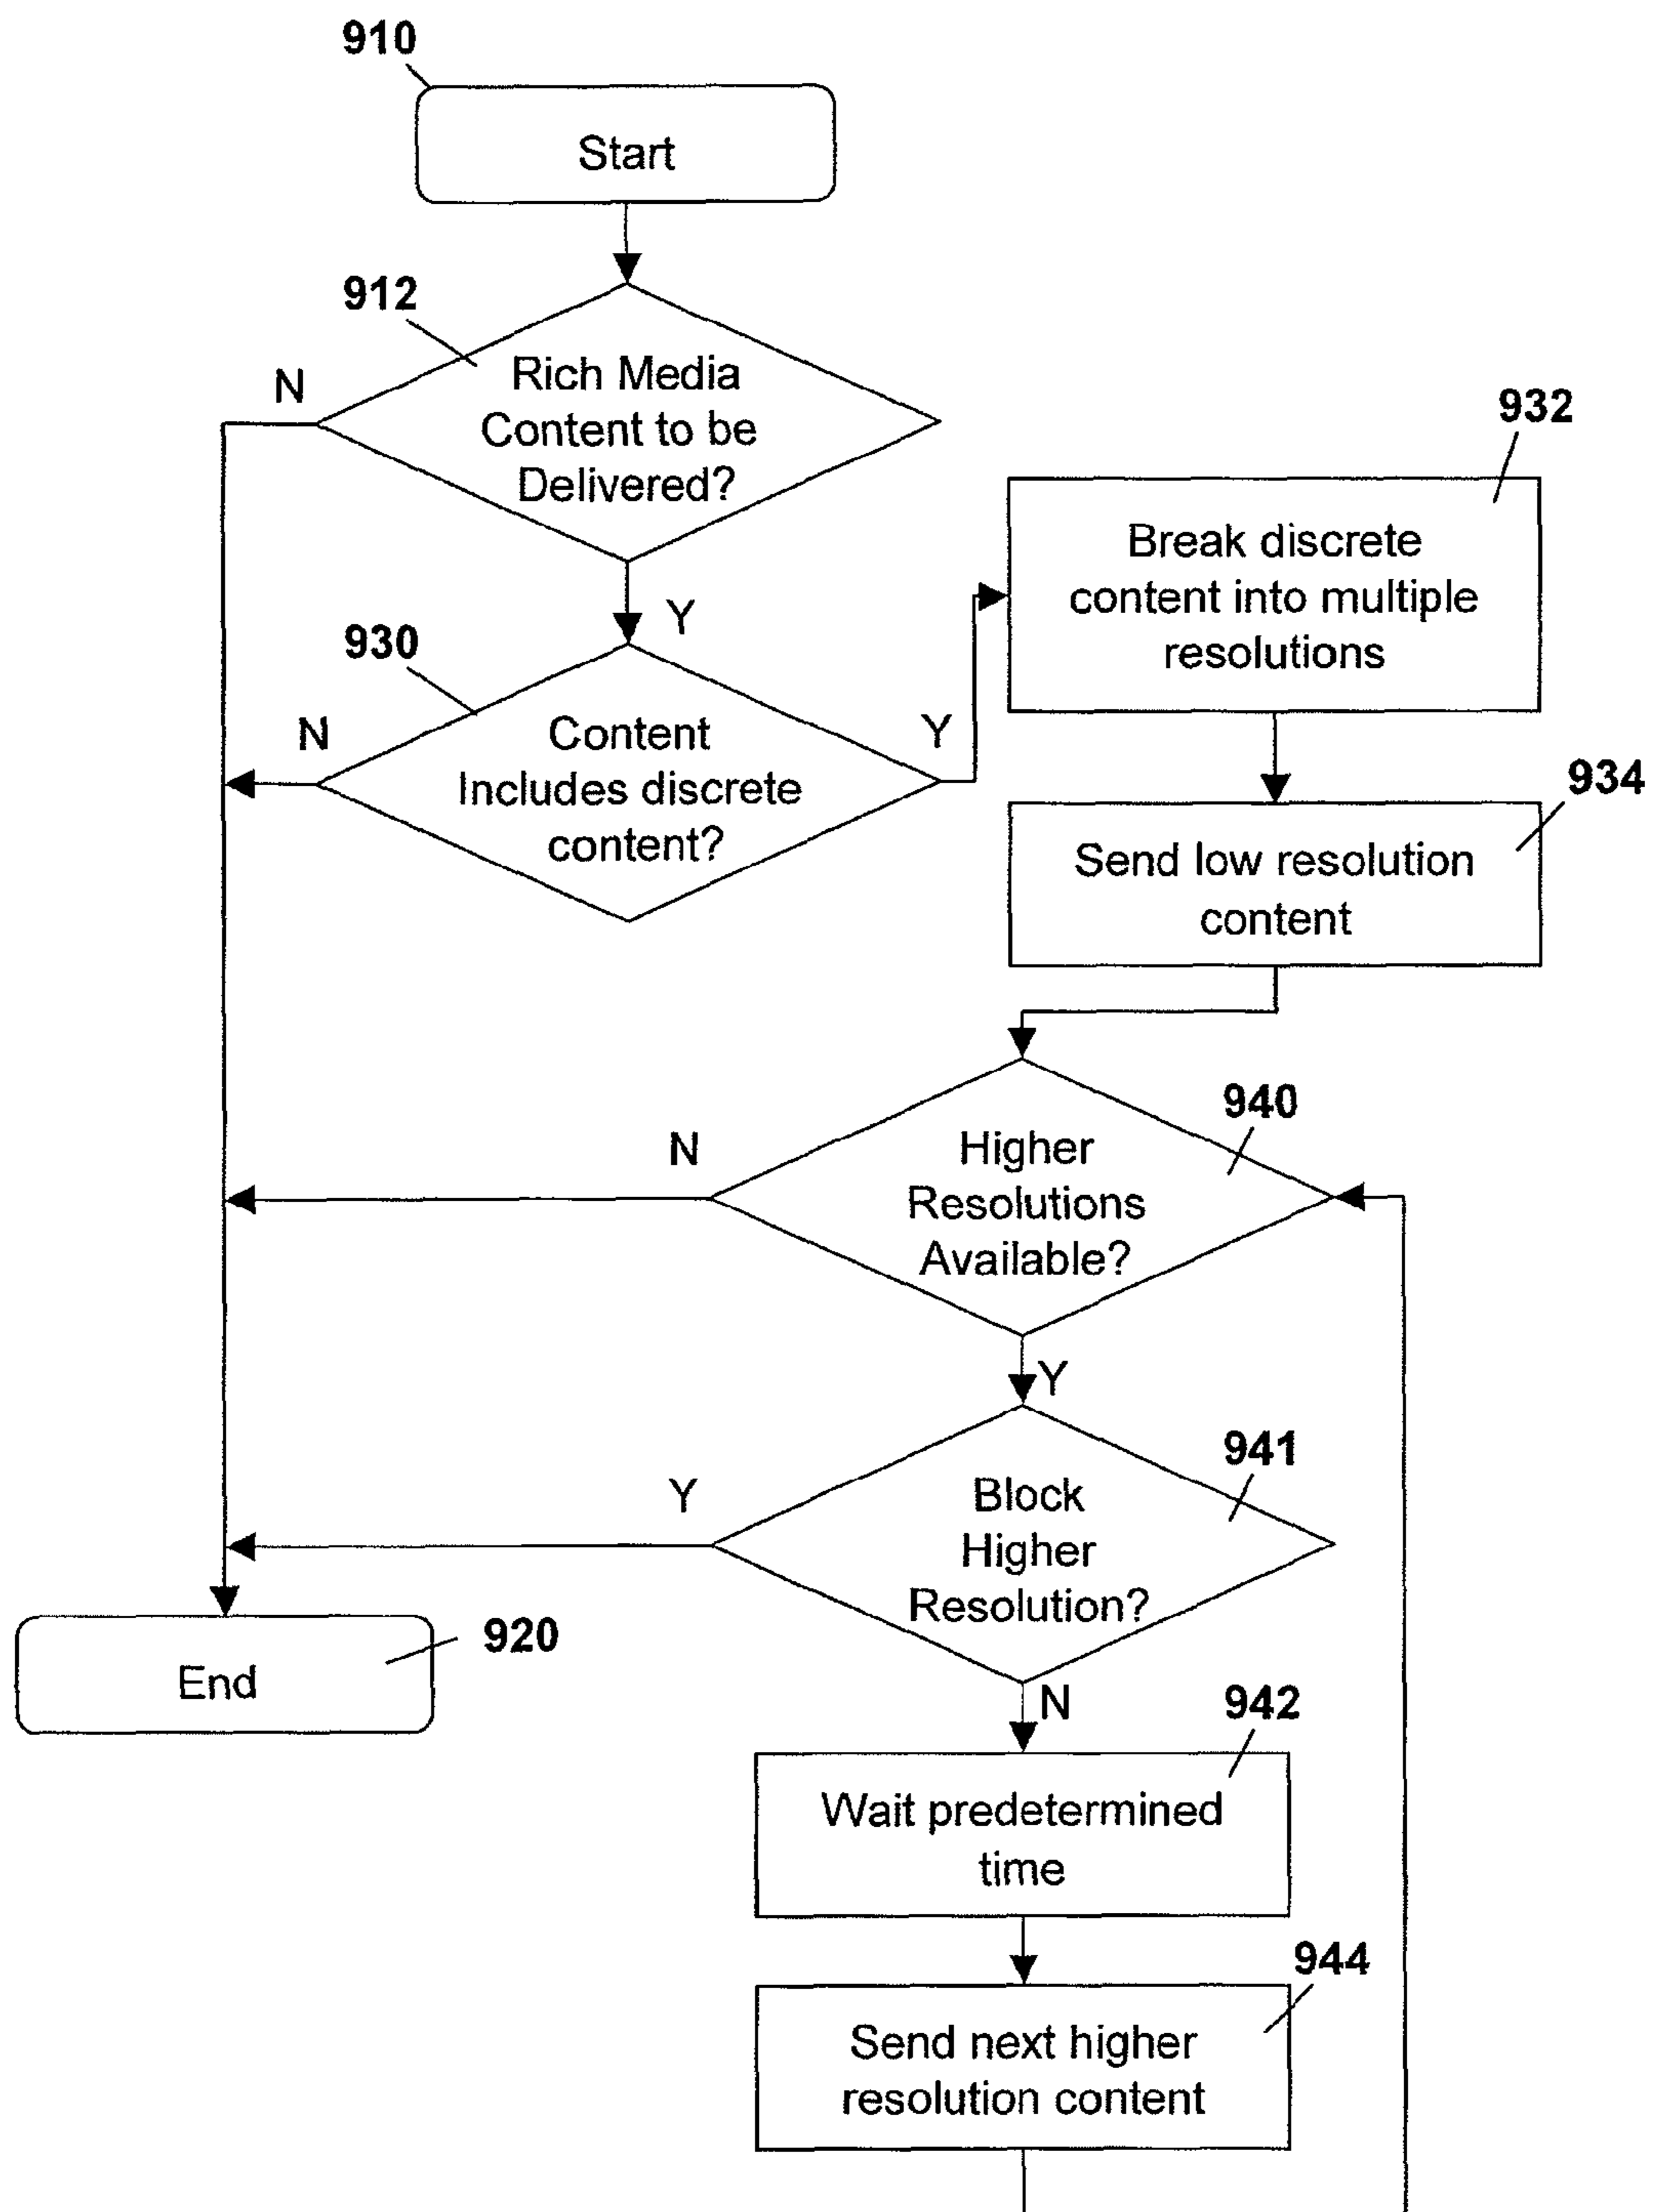 910
Start
912
N
Rich Media
Content to be
Delivered?
Y
930
N
Content
Includes discrete
content?
Y
932
Break discrete
content into multiple
resolutions
934
Send low resolution
content
940
N
Higher
Resolutions
Available?
Y
941
Y
Block
Higher
Resolution?
920
End
N
942
Wait predetermined
time
944
Send next higher
resolution content